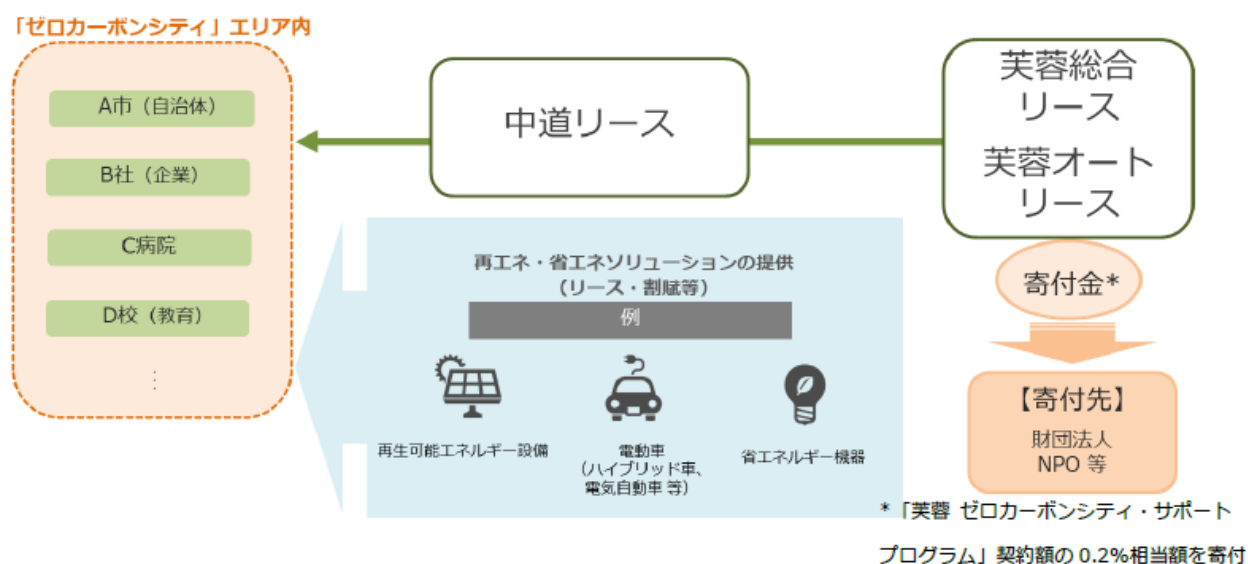 「ゼロカーボンシティ」エリア内
A市（自治体）
B社（企業）
C病院
D校（教育）
⋮
中道リース
芙蓉総合
リース
芙蓉オート
リース
再エネ・省エネソリューションの提供
（リース・割賦等）
例
再生可能エネルギー設備
電動車
（ハイブリッド車、
電気自動車 等）
省エネルギー機器
寄付金*
【寄付先】
財団法人
NPO 等
*「芙蓉 ゼロカーボンシティ・サポート
プログラム」契約額の 0.2%相当額を寄付